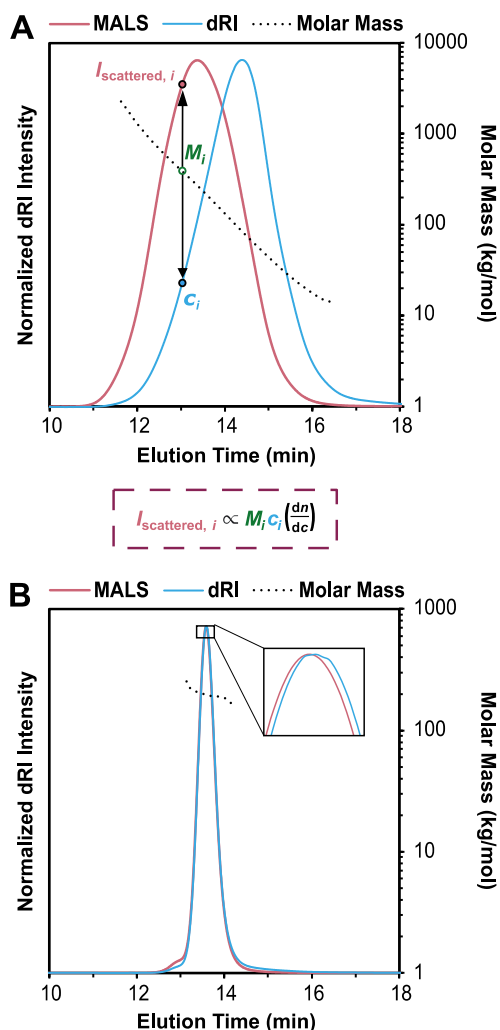 A
MALS dRI Molar Mass
Normalized dRI Intensity
I scattered, i
M i
c i
10000
1000
100
10
1
Molar Mass (kg/mol)
10 12 14 16 18
Elution Time (min)
I scattered, i ∝ M i c i (dn/dc)
B
MALS dRI Molar Mass
Normalized dRI Intensity
1000
100
10
1
Molar Mass (kg/mol)
10 12 14 16 18
Elution Time (min)